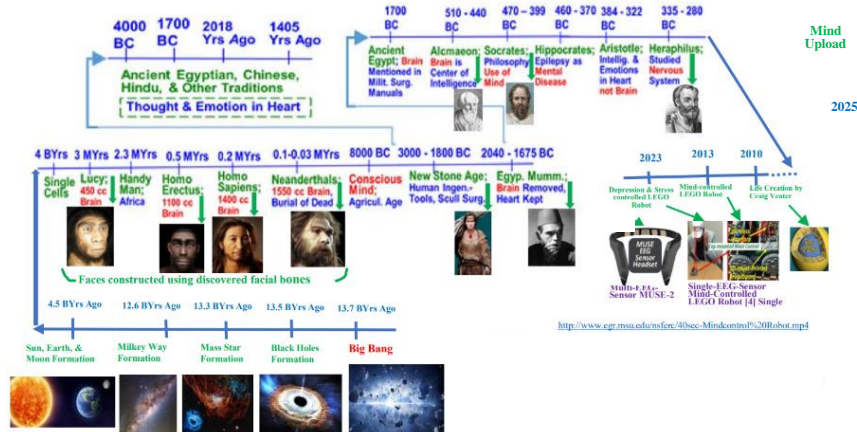 4000 BC
1700 BC
2018 Yrs Ago
1405 Yrs Ago
Ancient Egyptian, Chinese,
Hindu, & Other Traditions
Thought & Emotion in Heart
1700 BC
510 - 440 BC
470 – 399 BC
460 - 370 BC
384 - 322 BC
335 - 280 BC
Ancient Egypt; Brain Mentioned in Milit. Surg. Manuals
Alcmaeon; Brain is Center of Intelligence
Socrates; Philosophy Use of Mind
Hippocrates; Epilepsy as Mental Disease
Aristotle; Intellig. & Emotions in Heart not Brain
Heraphilus; Studied Nervous System
Mind Upload
2025
4 BYrs
3 MYrs
2.3 MYrs
0.5 MYrs
0.2 MYrs
0.1-0.03 MYrs
8000 BC
3000 - 1800 BC
2040 - 1675 BC
Single Cells
Lucy; 450 cc Brain
Handy Man; Africa
Homo Erectus; 1100 cc Brain
Homo Sapiens; 1400 cc Brain
Neanderthals; 1550 cc Brain, Burial of Dead
Conscious Mind; Agricul. Age
New Stone Age; Human Ingen.- Tools, Scull Surg.
Egyp. Mumm.; Brain Removed, Heart Kept
Faces constructed using discovered facial bones
2023
2013
2010
Depression & Stress controlled LEGO Robot
Mind-controlled LEGO Robot
Life Creation by Craig Venter
MUSE EEG Sensor Headset
Multi-EEG-Sensor MUSE-2
Single-EEG-Sensor Mind-Controlled LEGO Robot [4] Single
http://www.egr.msu.edu/nsferc/40sec-Mindcontrol%20Robot.mp4
4.5 BYrs Ago
12.6 BYrs Ago
13.3 BYrs Ago
13.5 BYrs Ago
13.7 BYrs Ago
Sun, Earth, & Moon Formation
Milkey Way Formation
Mass Star Formation
Black Holes Formation
Big Bang